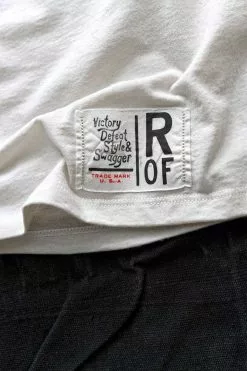 Victory
Defeat
Style &
Swagger
TRADE MARK
U.S.A.
R
OF